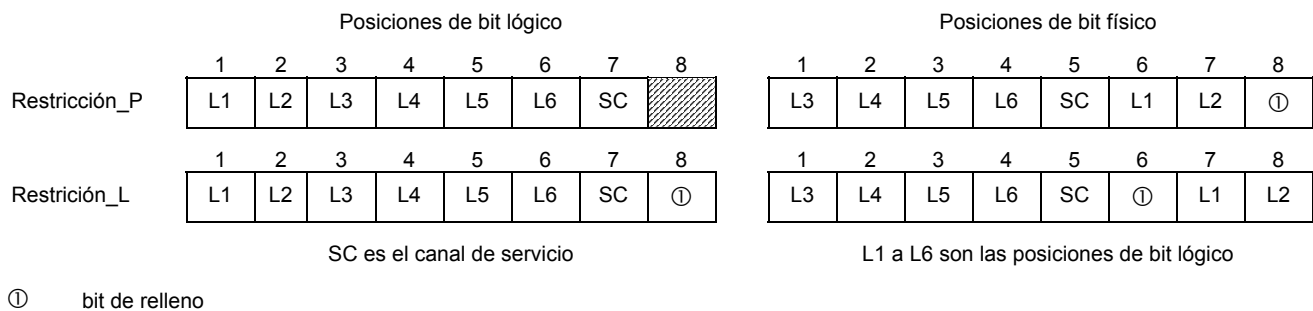 Posiciones de bit lógico Posiciones de bit físico
1 2 3 4 5 6 7 8 1 2 3 4 5 6 7 8
Restricción_P L1 L2 L3 L4 L5 L6 SC L3 L4 L5 L6 SC L1 L2 ①
1 2 3 4 5 6 7 8 1 2 3 4 5 6 7 8
Restrición_L L1 L2 L3 L4 L5 L6 SC ① L3 L4 L5 L6 SC ① L1 L2
SC es el canal de servicio L1 a L6 son las posiciones de bit lógico
① bit de relleno